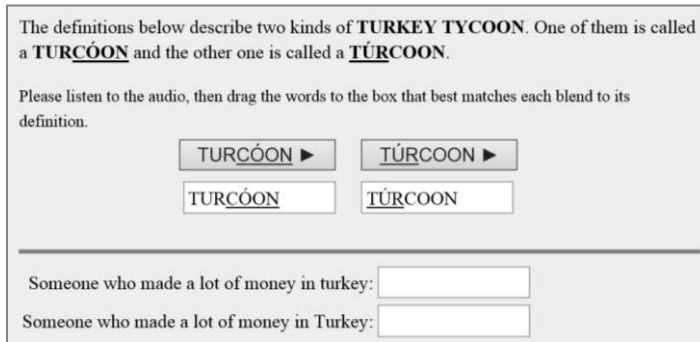 The definitions below describe two kinds of TURKEY TYCOON. One of them is called
a TURCÓON and the other one is called a TÚRCOON.
Please listen to the audio, then drag the words to the box that best matches each blend to its
definition.
TURCÓON ► TÚRCOON ►
TURCÓON TÚRCOON
Someone who made a lot of money in turkey:
Someone who made a lot of money in Turkey: